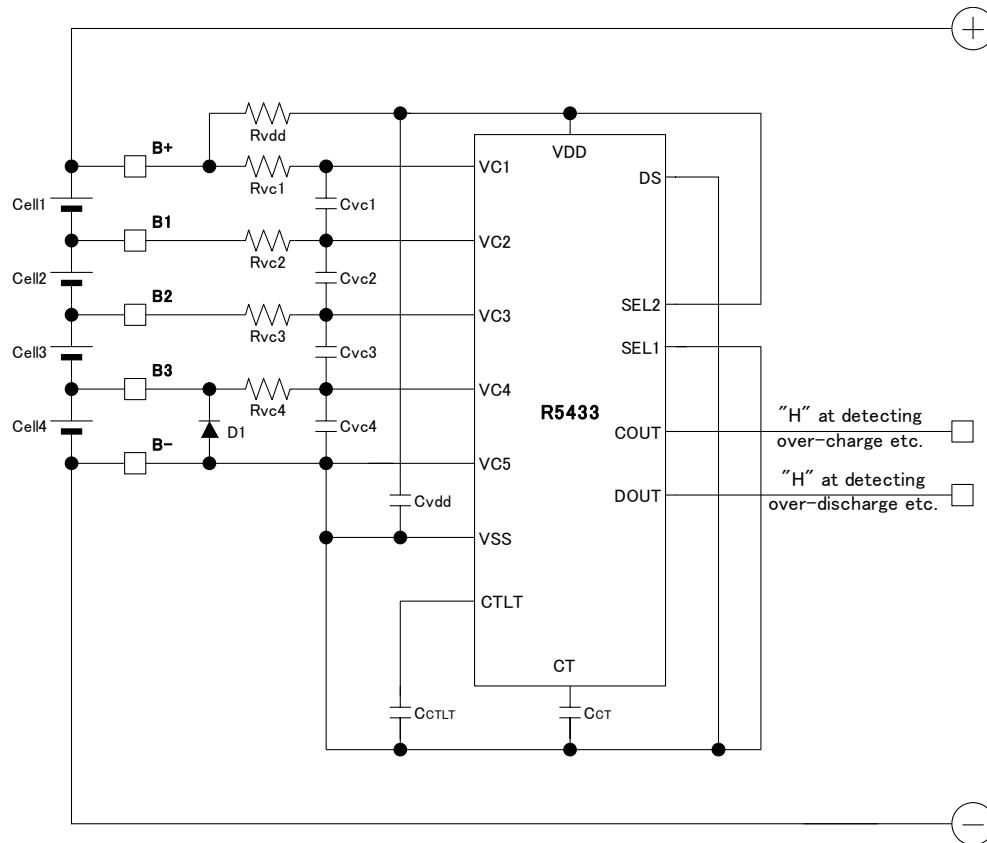 +
Rvdd
VDD
B+
Rvc1
VC1
DS
Cell1
Cvc1
B1
Rvc2
VC2
Cell2
Cvc2
B2
Rvc3
VC3
SEL2
Cell3
Cvc3
SEL1
B3
Rvc4
VC4
R5433
Cell4
D1
Cvc4
"H" at detecting
over-charge etc.
COUT
B-
VC5
"H" at detecting
over-discharge etc.
DOUT
Cvdd
VSS
CTLT
CT
CCTLT
CCT
−